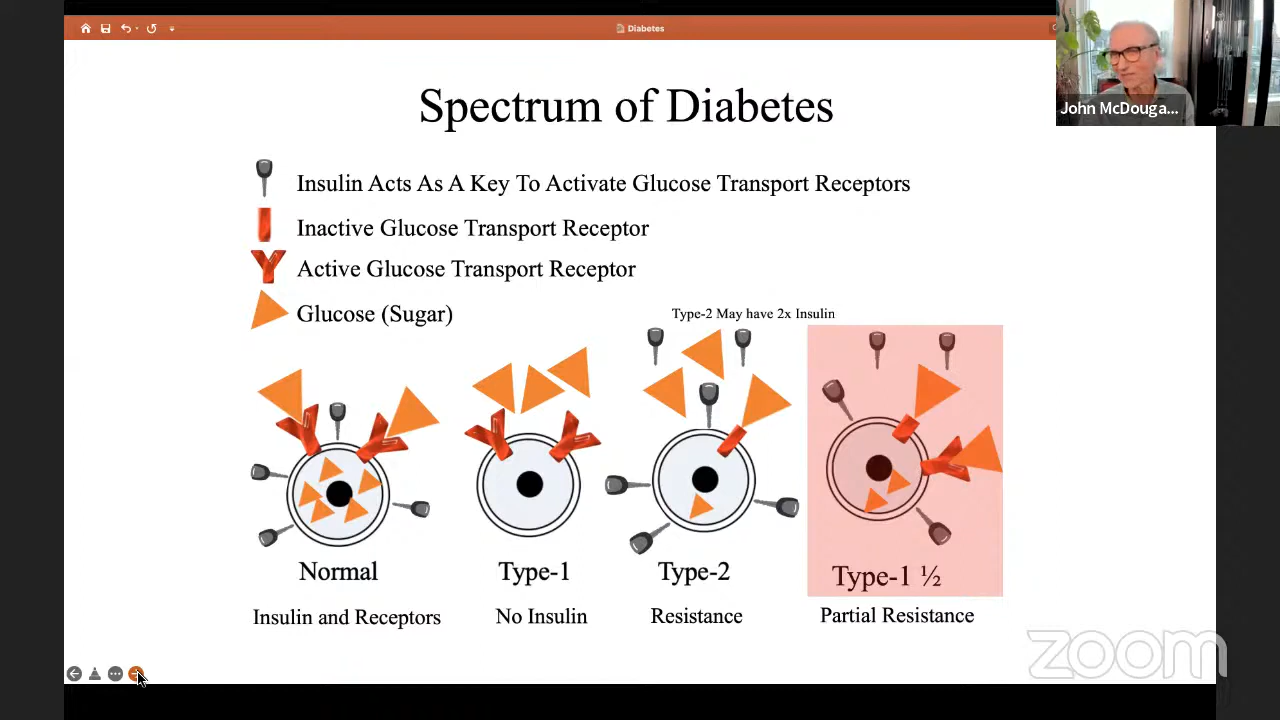 Diabetes
John McDouga...
Spectrum of Diabetes
Insulin Acts As A Key To Activate Glucose Transport Receptors
Inactive Glucose Transport Receptor
Active Glucose Transport Receptor
Glucose (Sugar)
Type-2 May have 2x Insulin
Normal
Type-1
Type-2
Type-1 ½
Insulin and Receptors
No Insulin
Resistance
Partial Resistance
zoom